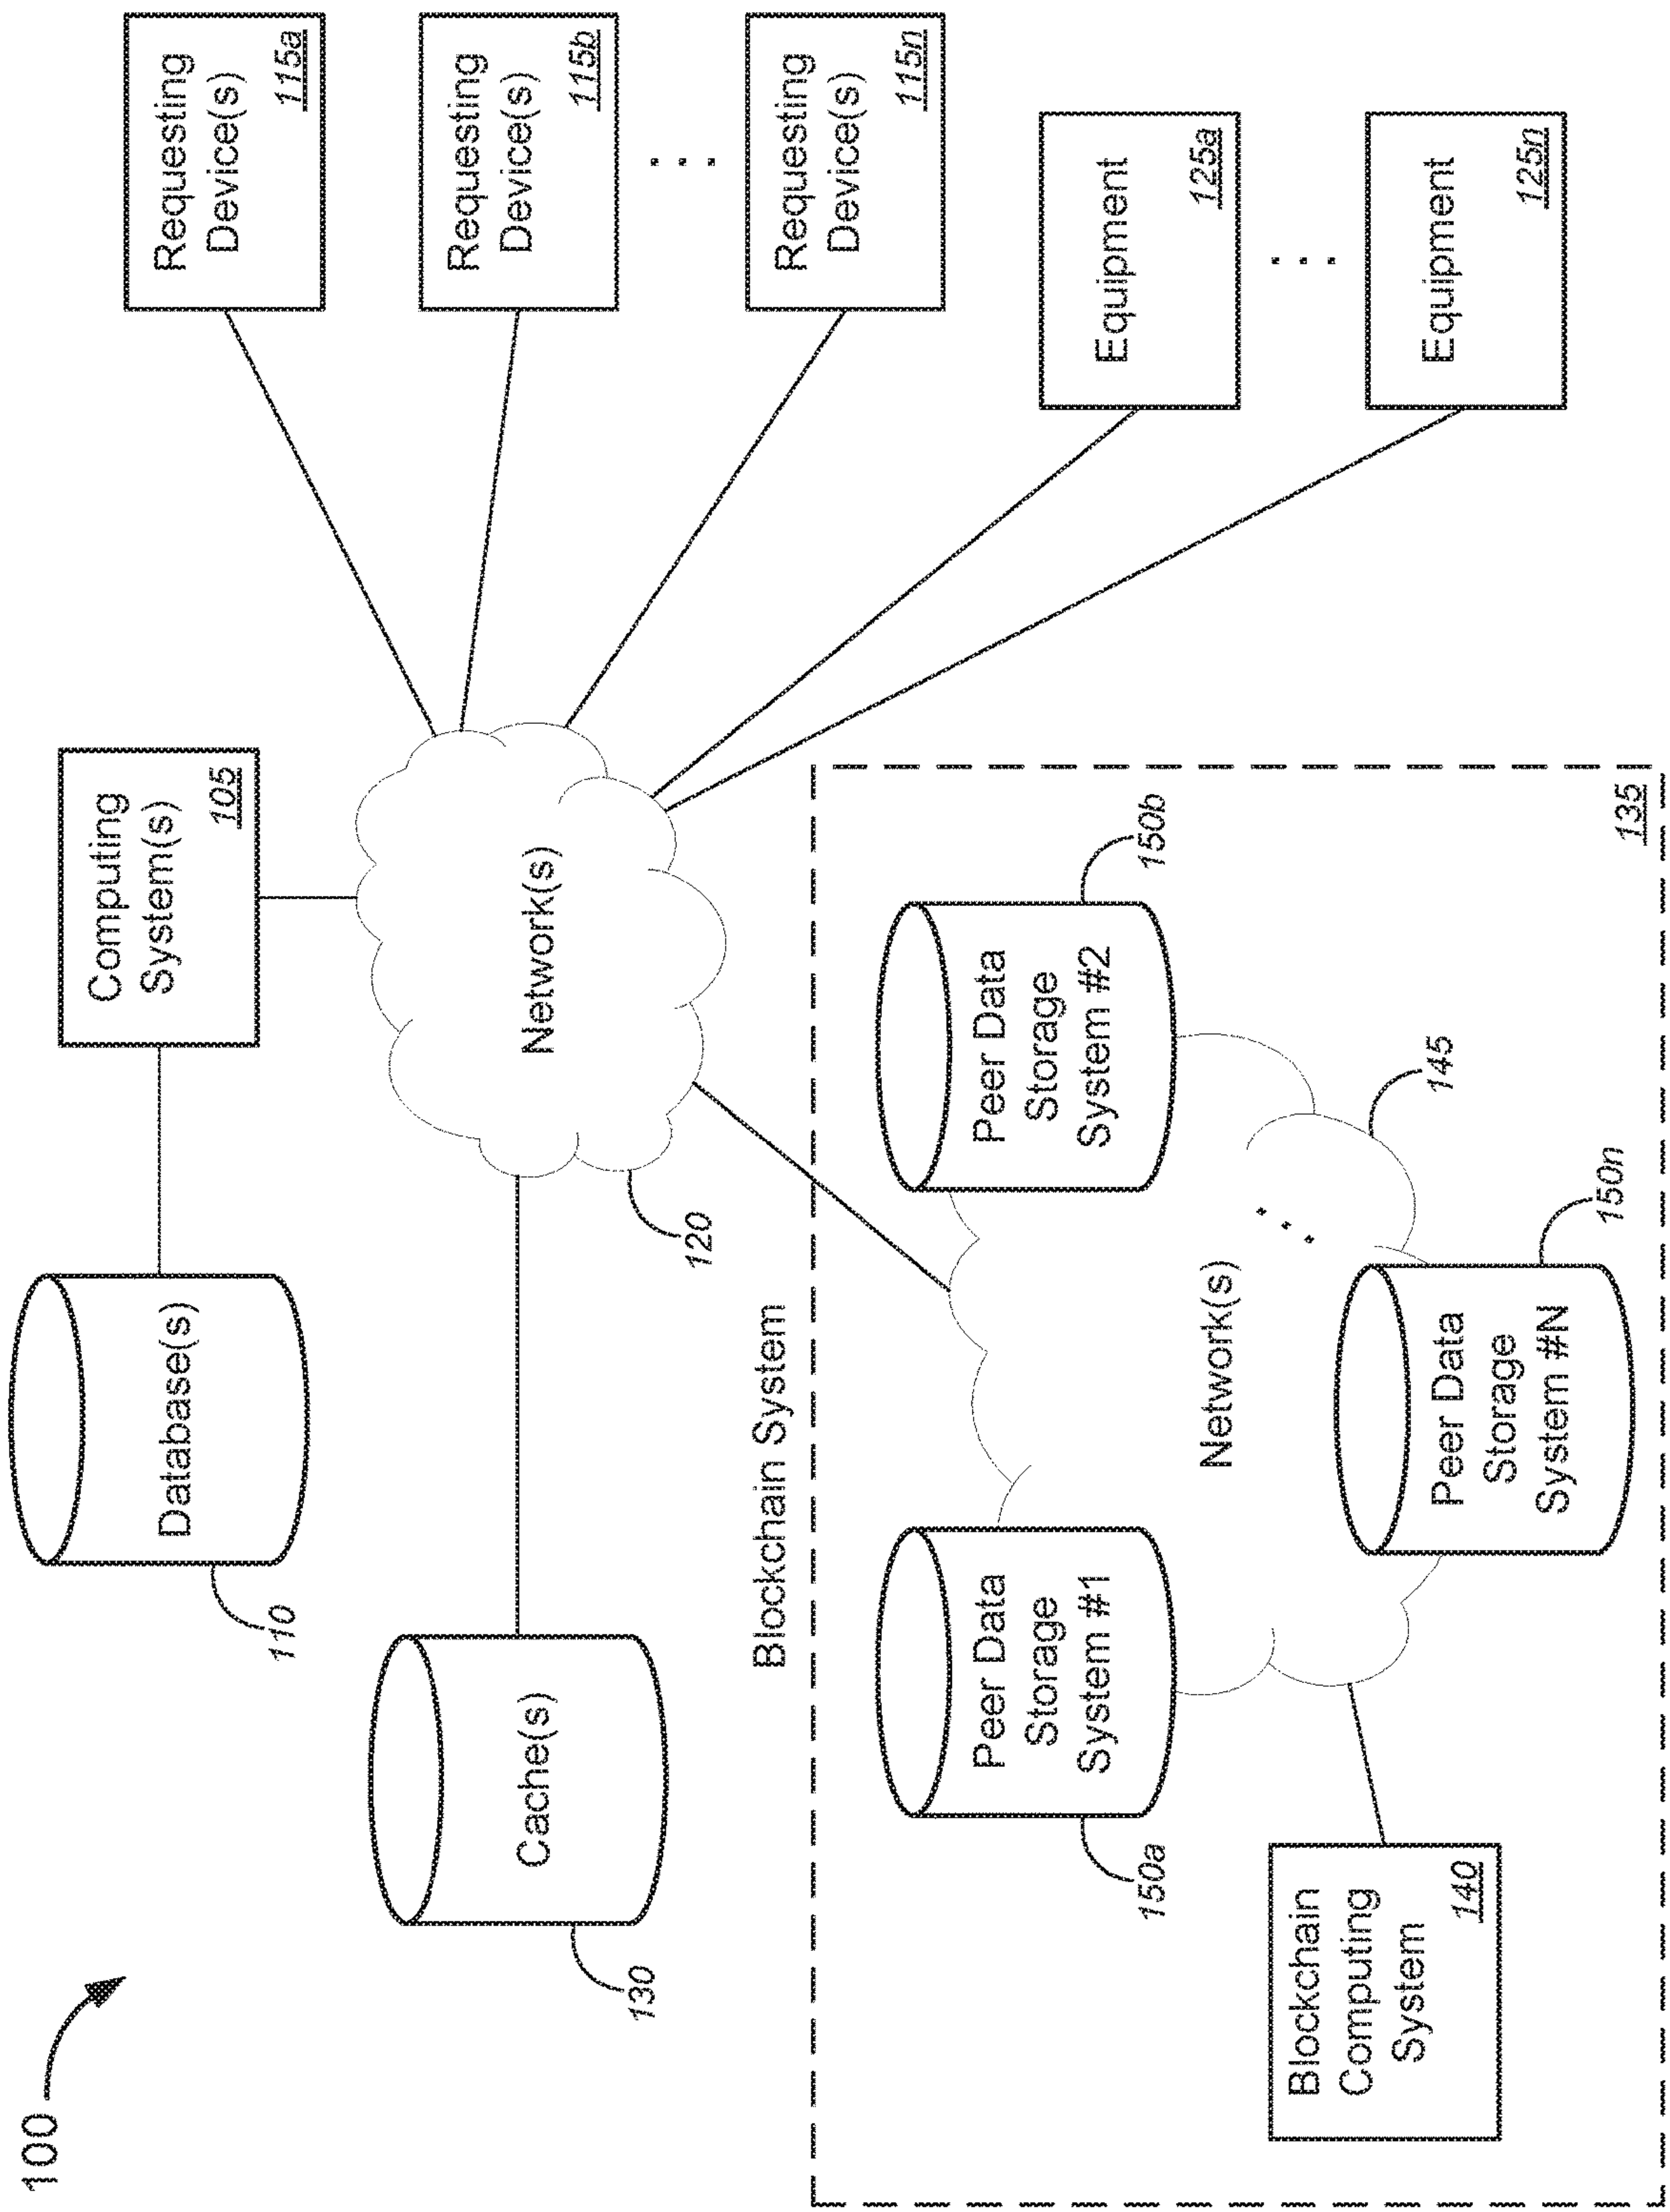 100
Database(s)
110
Computing
System(s)
105
Requesting
Device(s)
115a
Cache(s)
130
Network(s)
120
Requesting
Device(s)
115b
. . .
Requesting
Device(s)
115n
Blockchain System
Peer Data
Storage
System #1
150a
Peer Data
Storage
System #2
150b
Equipment
125a
. . .
Network(s)
. . .
145
Blockchain
Computing
System
140
Peer Data
Storage
System #N
150n
Equipment
125n
135